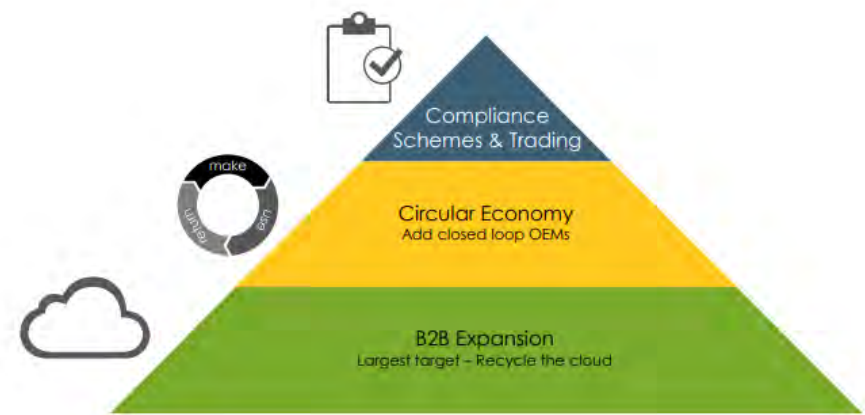 Compliance
Schemes & Trading
make
use
return
Circular Economy
Add closed loop OEMs
B2B Expansion
Largest target – Recycle the cloud